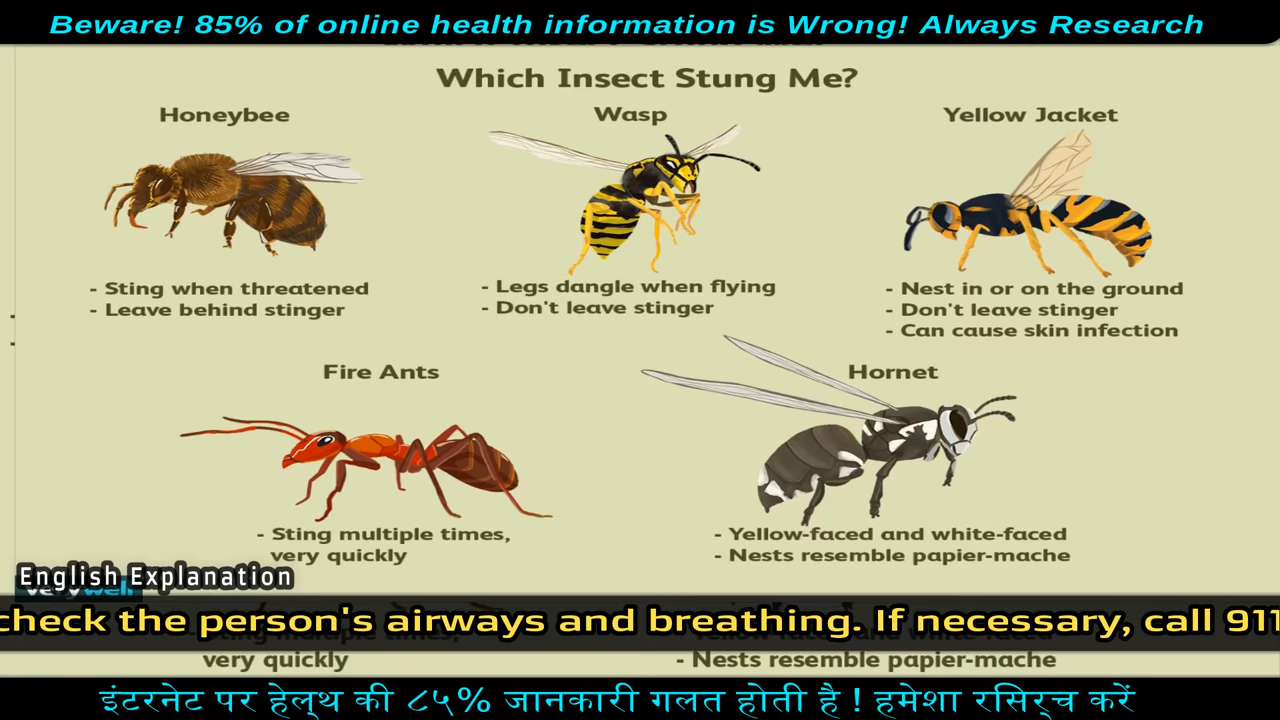 Beware! 85% of online health information is Wrong! Always Research
Which Insect Stung Me?
Honeybee
- Sting when threatened
- Leave behind stinger
Wasp
- Legs dangle when flying
- Don't leave stinger
Yellow Jacket
- Nest in or on the ground
- Don't leave stinger
- Can cause skin infection
Fire Ants
- Sting multiple times,
very quickly
Hornet
- Yellow-faced and white-faced
- Nests resemble papier-mache
English Explanation
verywell
check the person's airways and breathing. If necessary, call 911
- Sting multiple times,
very quickly
- Nests resemble papier-mache
इंटरनेट पर हेल्थ की ८५% जानकारी गलत होती है ! हमेशा रिसर्च करें